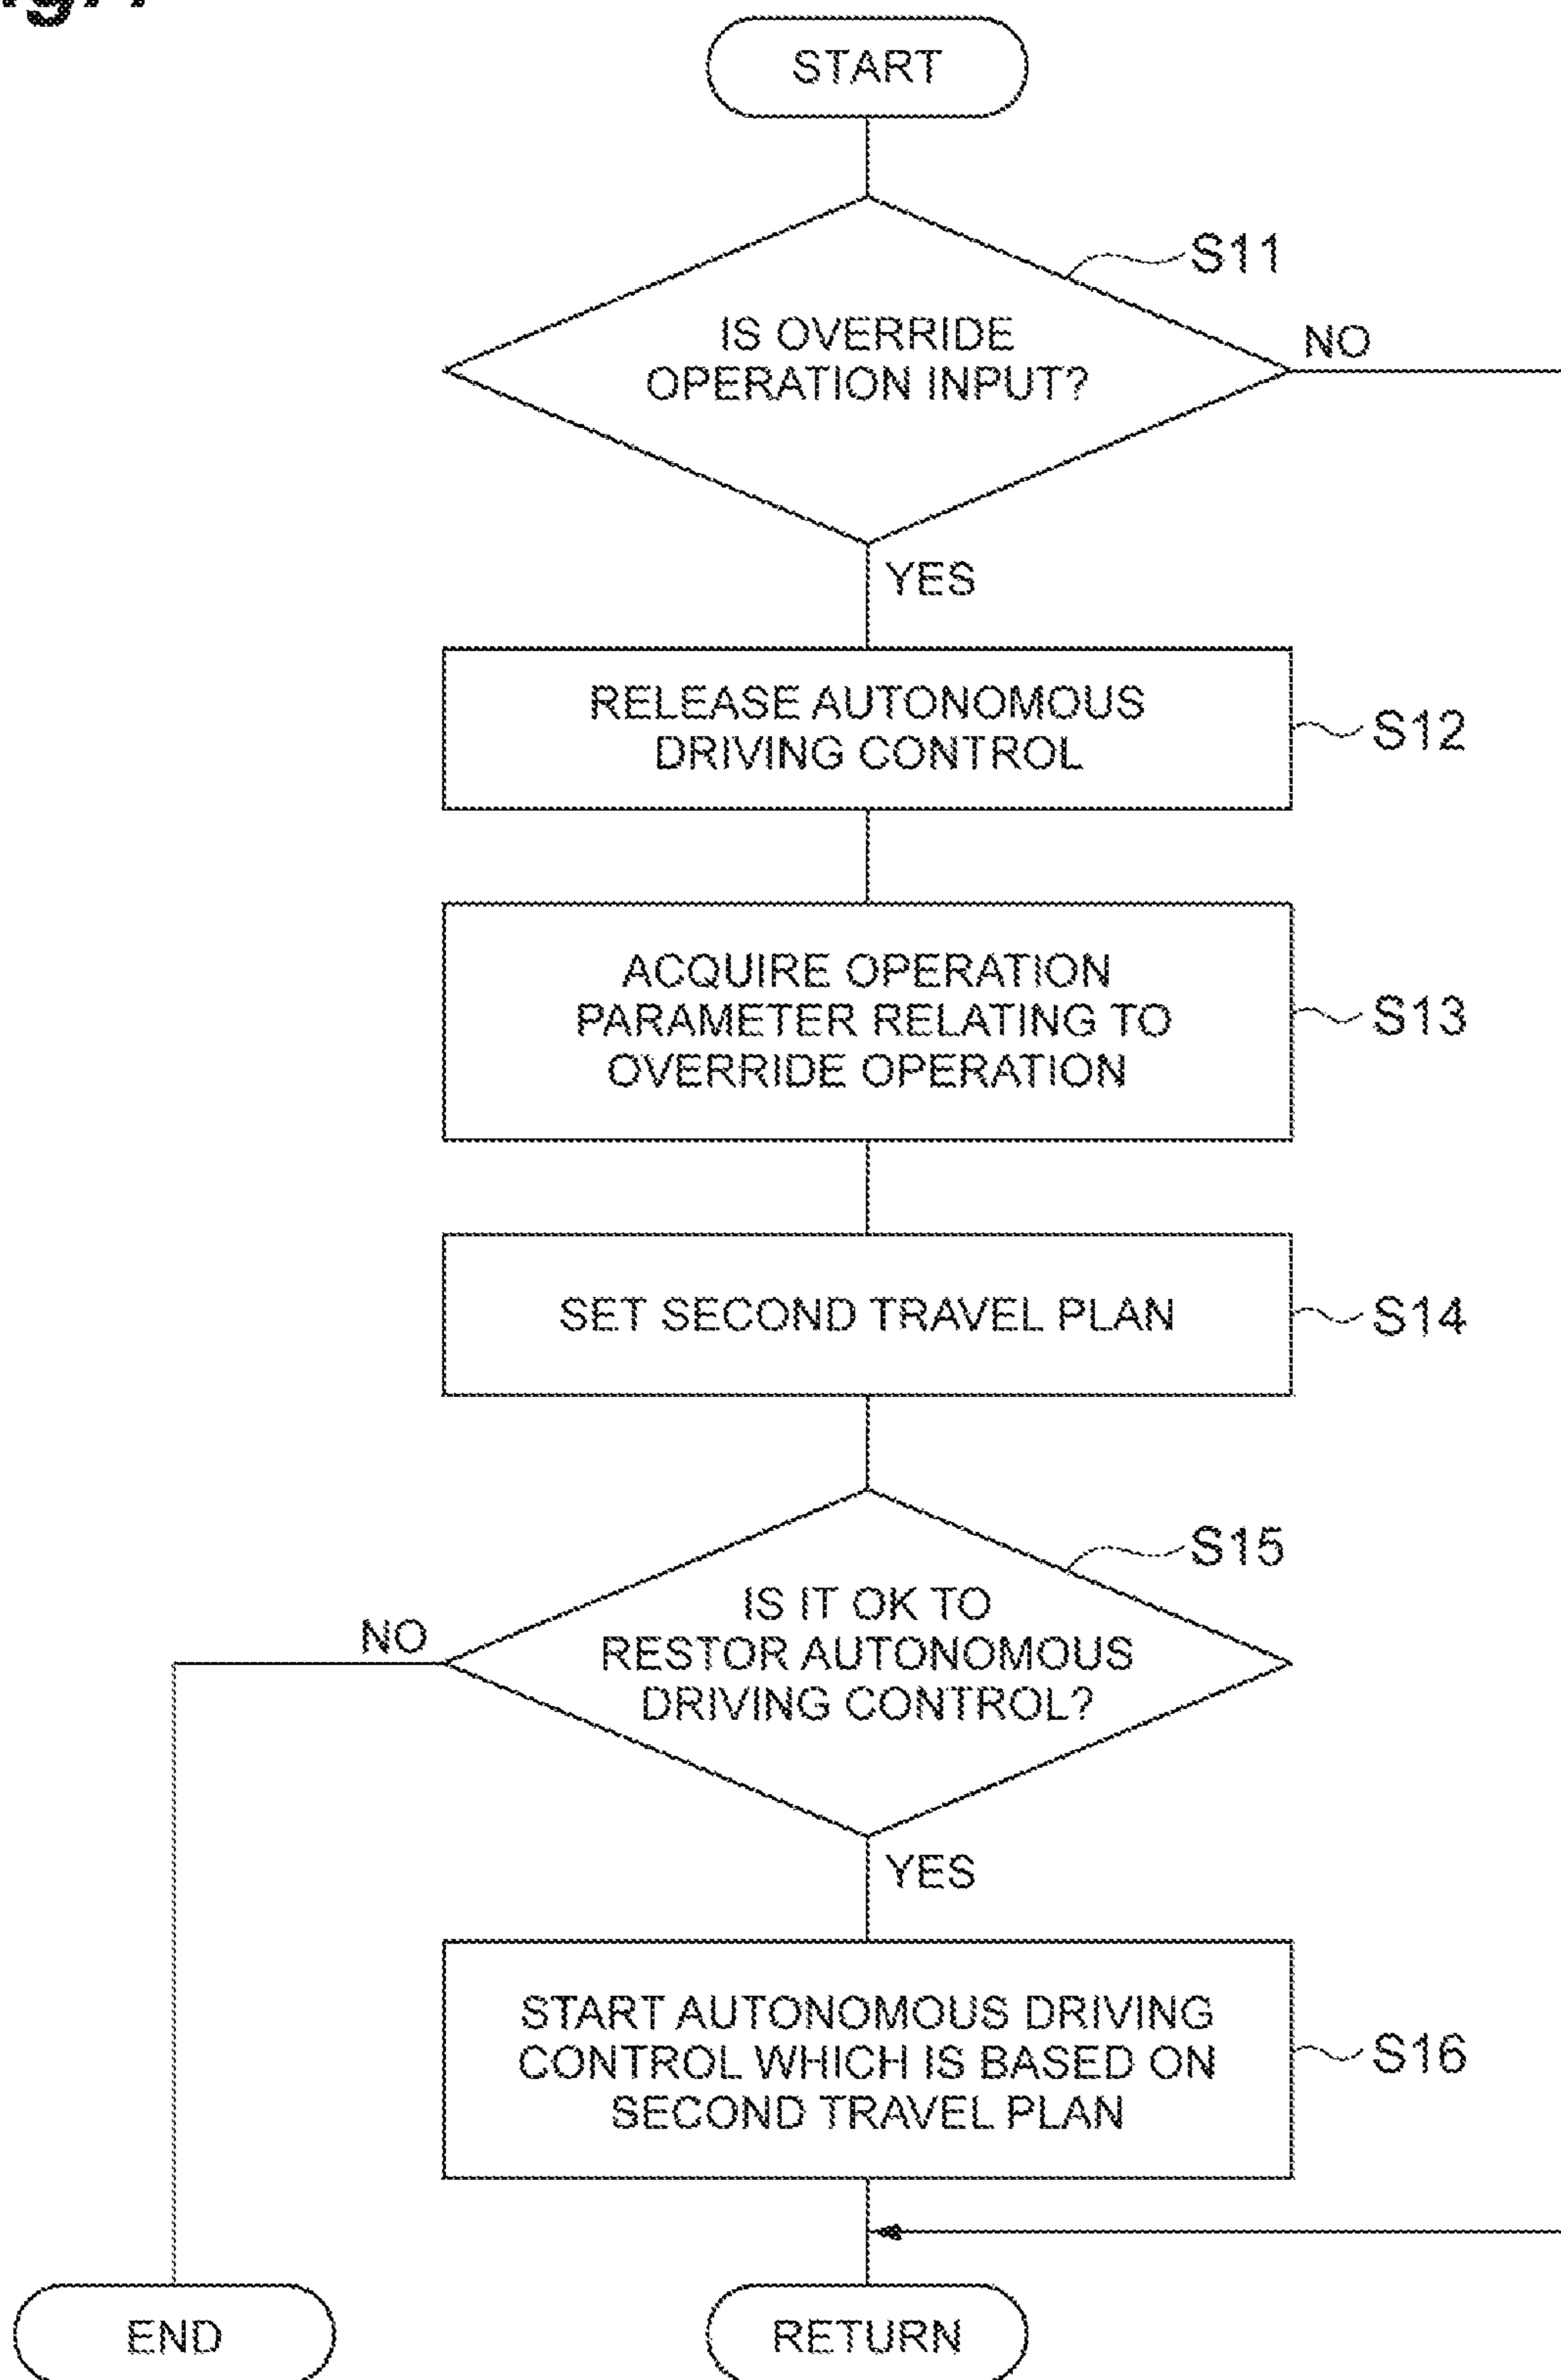 START
S11
IS OVERRIDE
OPERATION INPUT?
NO
YES
RELEASE AUTONOMOUS
DRIVING CONTROL
S12
ACQUIRE OPERATION
PARAMETER RELATING TO
OVERRIDE OPERATION
S13
SET SECOND TRAVEL PLAN
S14
S15
IS IT OK TO
RESTOR AUTONOMOUS
DRIVING CONTROL?
NO
YES
START AUTONOMOUS DRIVING
CONTROL WHICH IS BASED ON
SECOND TRAVEL PLAN
S16
END
RETURN